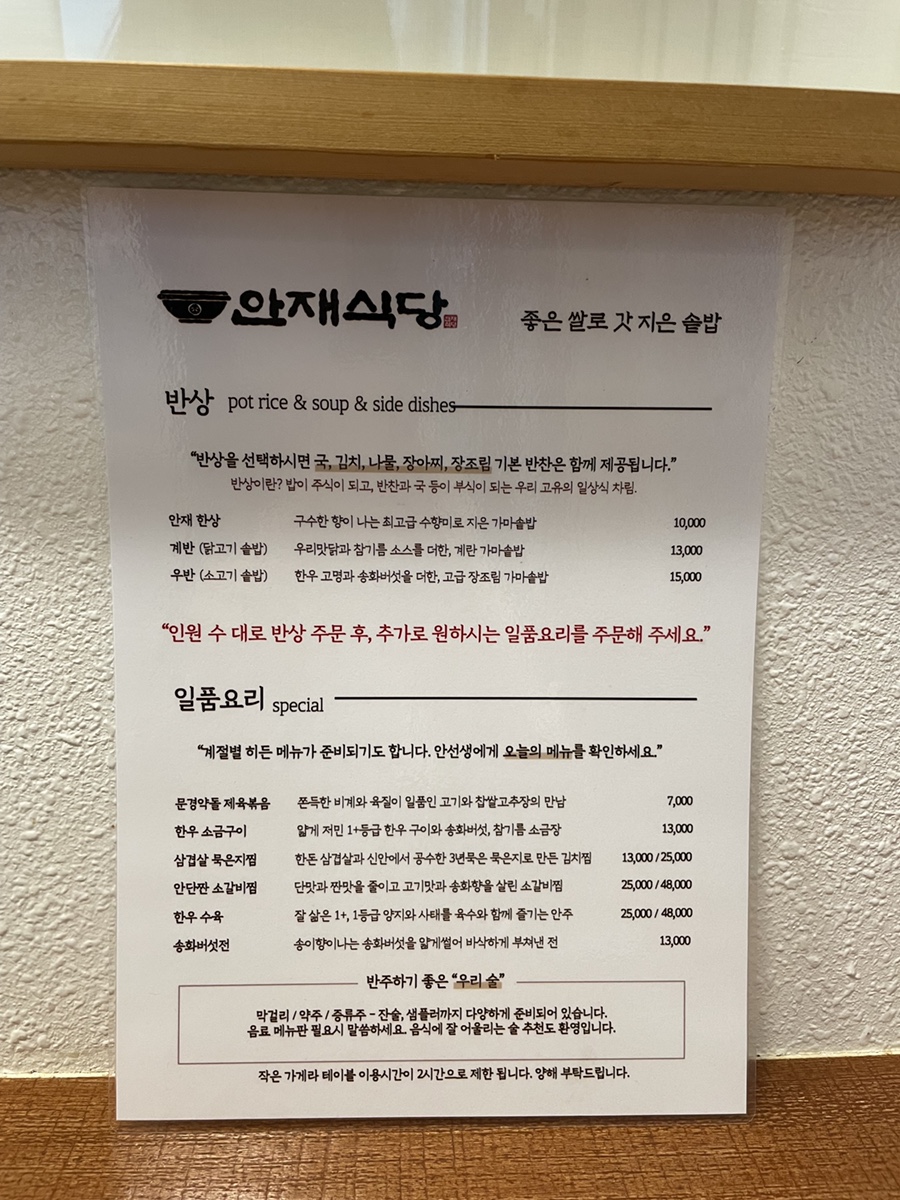 안재식당
좋은 쌀로 갓 지은 솥밥
반상 pot rice & soup & side dishes
“반상을 선택하시면 국, 김치, 나물, 장아찌, 장조림 기본 반찬은 함께 제공됩니다.”
반상이란? 밥이 주식이 되고, 반찬과 국 등이 부식이 되는 우리 고유의 일상식 차림.
안재 한상 구수한 향이 나는 최고급 수향미로 지은 가마솥밥 10,000
계반 (닭고기 솥밥) 우리맛닭과 참기름 소스를 더한, 계란 가마솥밥 13,000
우반 (소고기 솥밥) 한우 고명과 송화버섯을 더한, 고급 장조림 가마솥밥 15,000
“인원 수 대로 반상 주문 후, 추가로 원하시는 일품요리를 주문해 주세요.”
일품요리 special
“계절별 히든 메뉴가 준비되기도 합니다. 안선생에게 오늘의 메뉴를 확인하세요.”
문경약돌 제육볶음 쫀득한 비계와 육질이 일품인 고기와 찹쌀고추장의 만남 7,000
한우 소금구이 얇게 저민 1+등급 한우 구이와 송화버섯, 참기름 소금장 13,000
삼겹살 묵은지찜 한돈 삼겹살과 신안에서 공수한 3년묵은 묵은지로 만든 김치찜 13,000 / 25,000
안단짠 소갈비찜 단맛과 짠맛을 줄이고 고기맛과 송화향을 살린 소갈비찜 25,000 / 48,000
한우 수육 잘 삶은 1+, 1등급 양지와 사태를 육수와 함께 즐기는 안주 25,000 / 48,000
송화버섯전 송이향이나는 송화버섯을 얇게썰어 바삭하게 부쳐낸 전 13,000
반주하기 좋은 “우리 술”
막걸리 / 약주 / 증류주 - 잔술, 샘플러까지 다양하게 준비되어 있습니다.
음료 메뉴판 필요시 말씀하세요. 음식에 잘 어울리는 술 추천도 환영입니다.
작은 가게라 테이블 이용시간이 2시간으로 제한 됩니다. 양해 부탁드립니다.